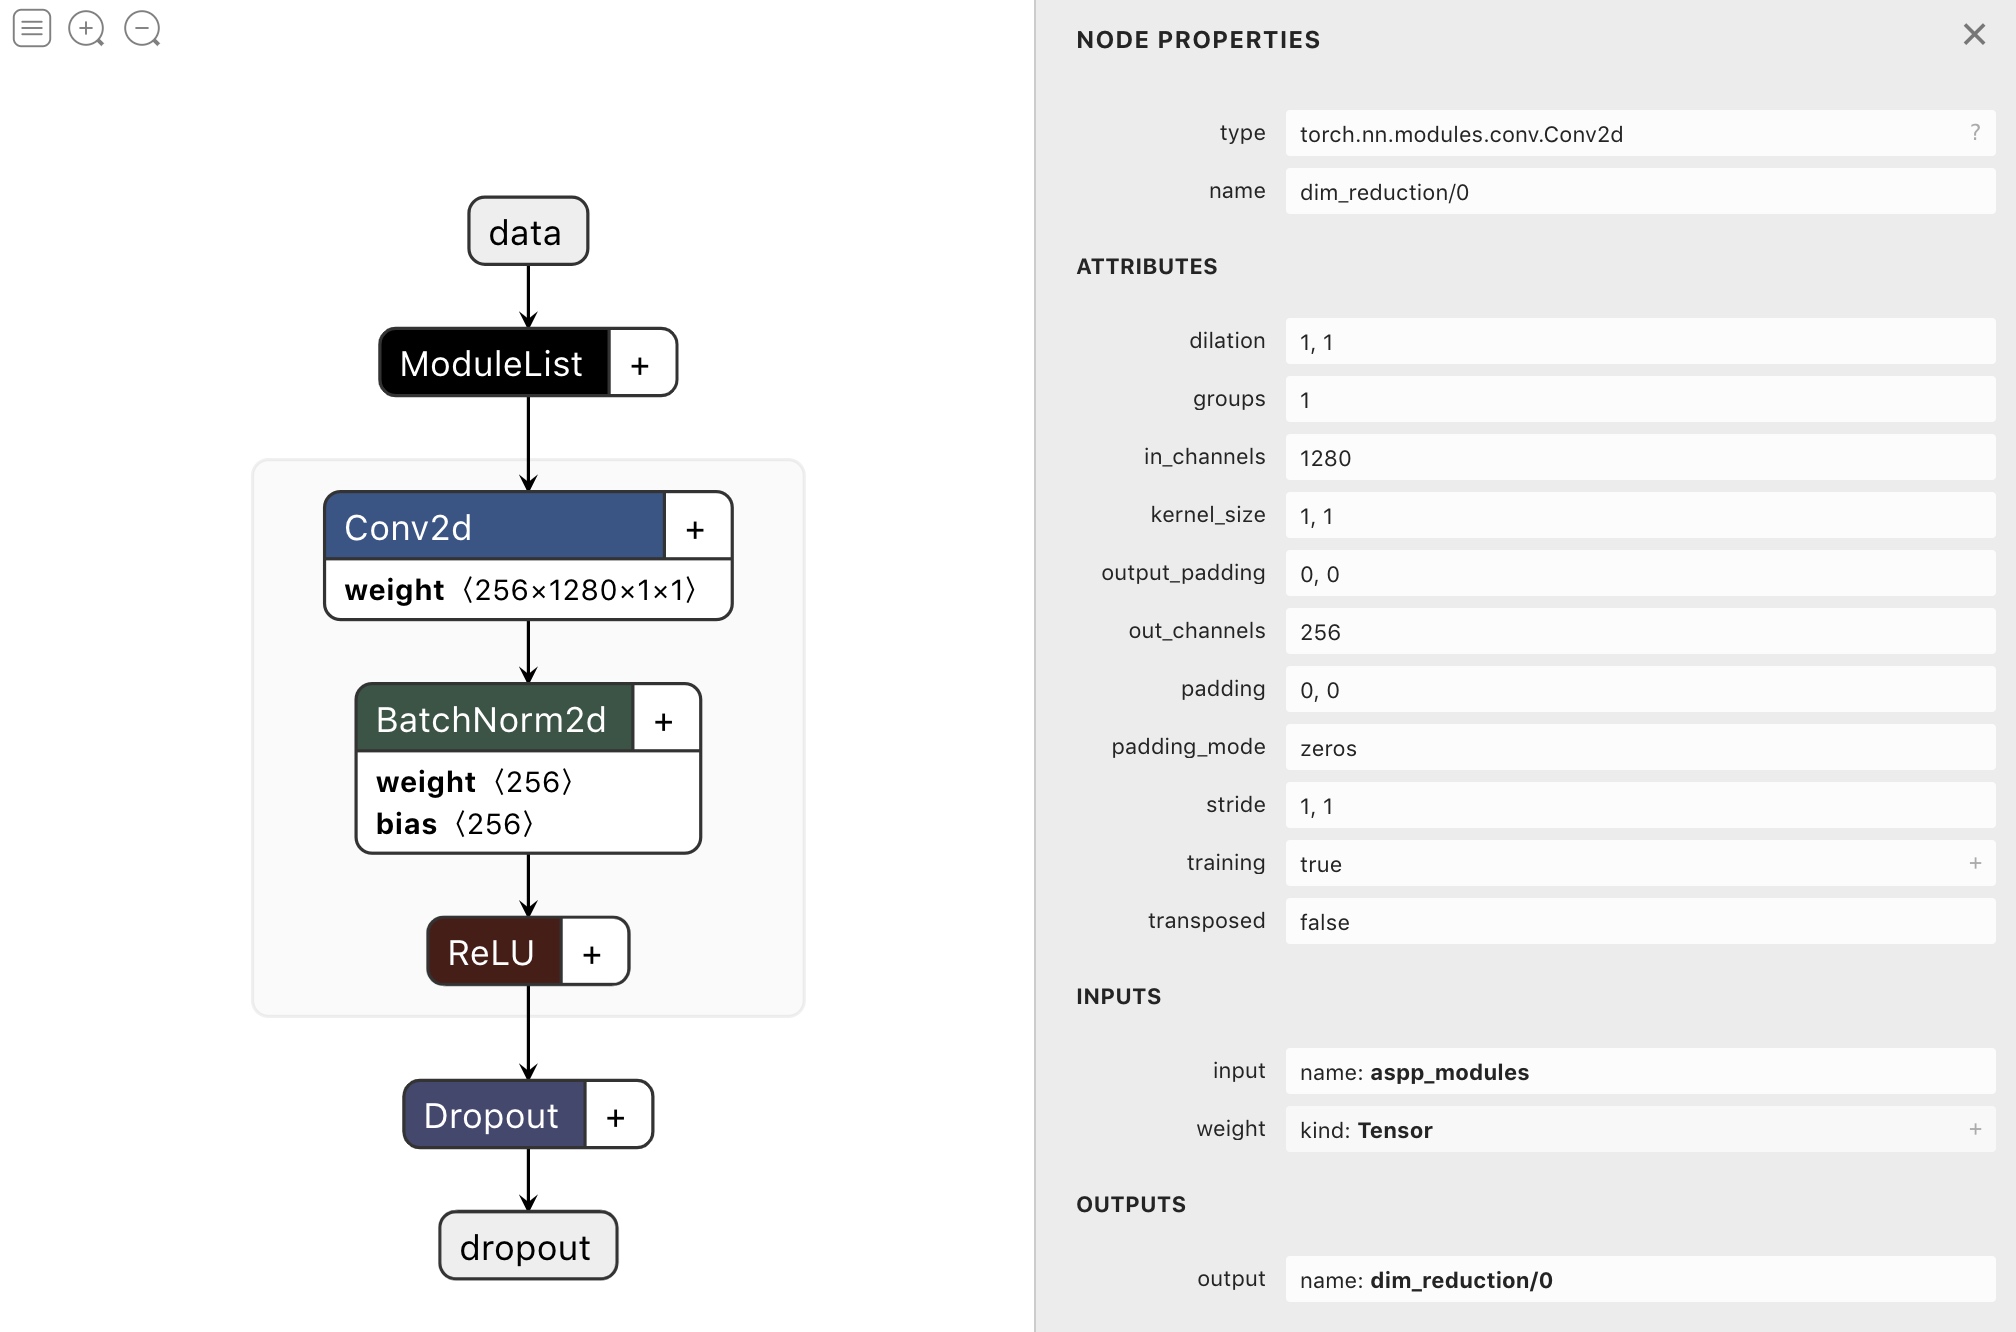 data
ModuleList +
Conv2d +
weight 〈256×1280×1×1〉
BatchNorm2d +
weight 〈256〉
bias 〈256〉
ReLU +
Dropout +
dropout
NODE PROPERTIES
type torch.nn.modules.conv.Conv2d ?
name dim_reduction/0
ATTRIBUTES
dilation 1, 1
groups 1
in_channels 1280
kernel_size 1, 1
output_padding 0, 0
out_channels 256
padding 0, 0
padding_mode zeros
stride 1, 1
training true +
transposed false
INPUTS
input name: aspp_modules
weight kind: Tensor +
OUTPUTS
output name: dim_reduction/0